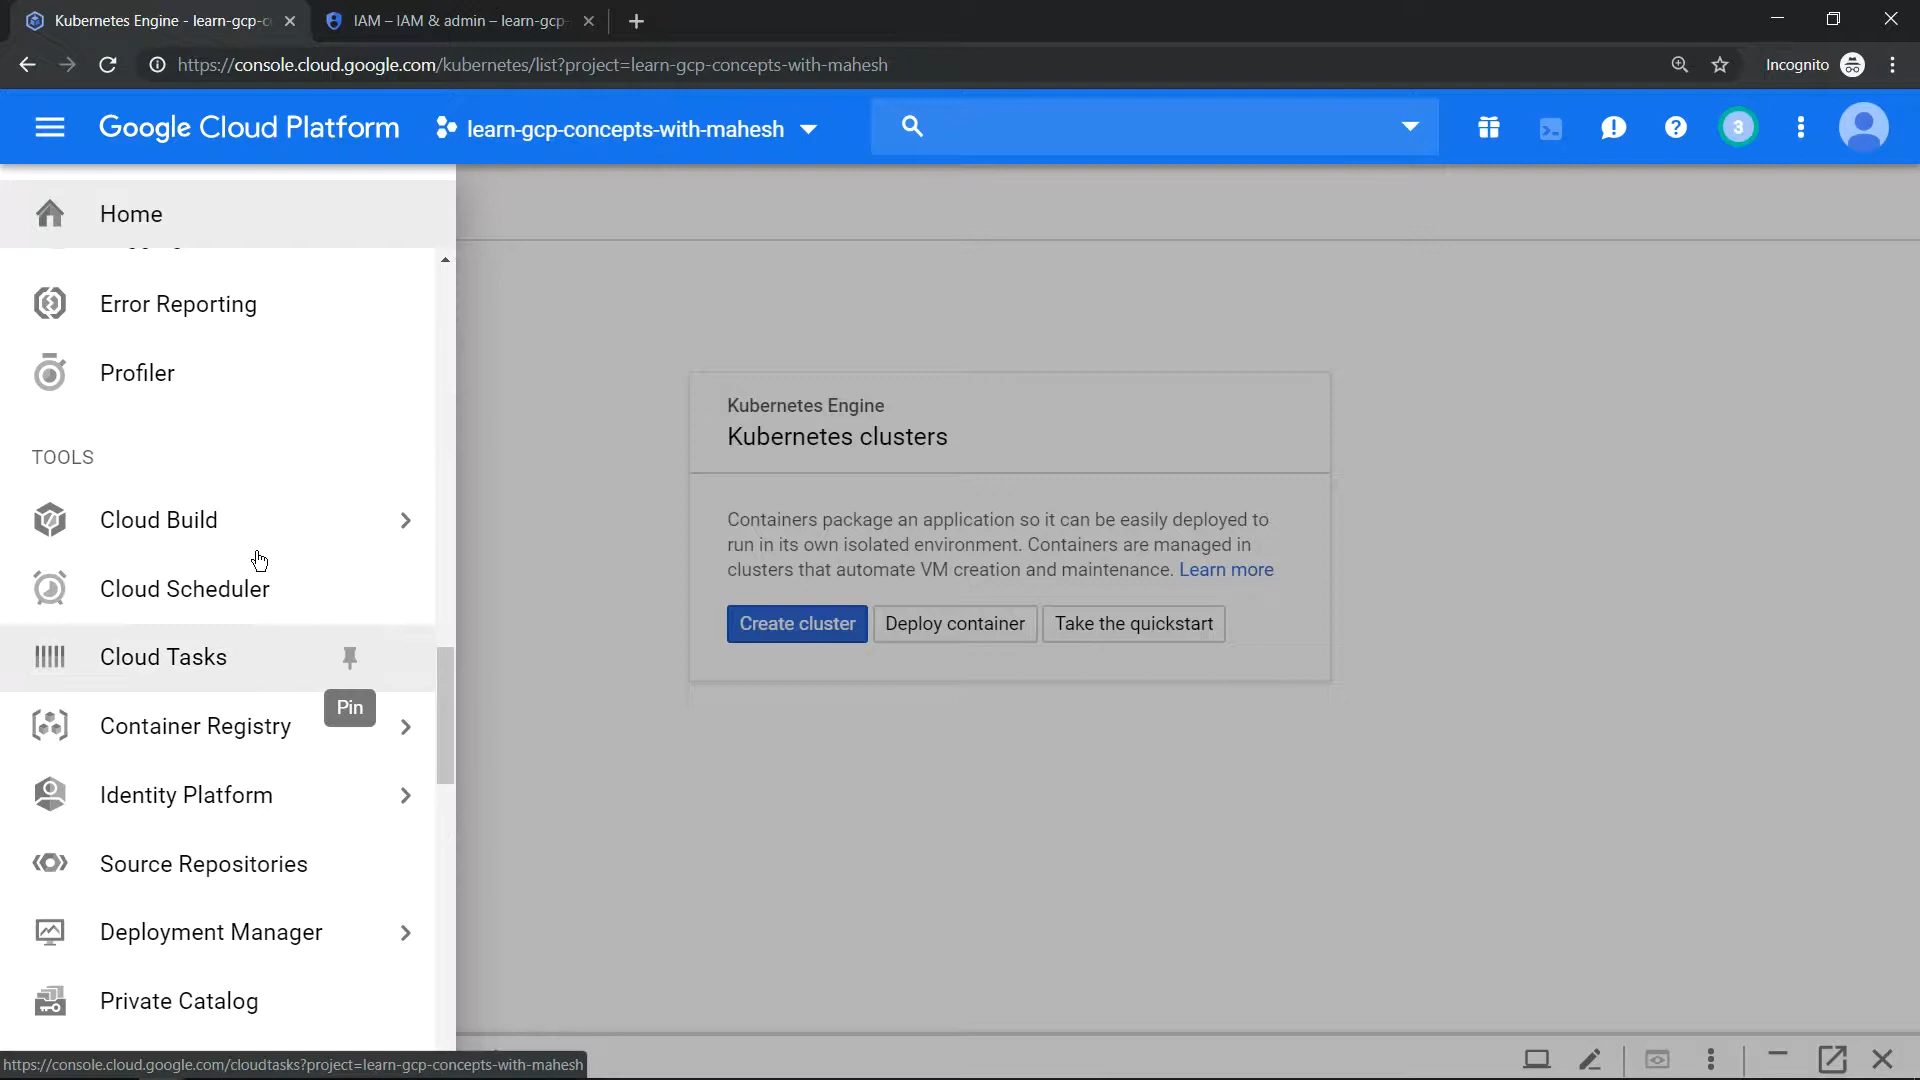 Kubernetes Engine - learn-gcp-c
IAM – IAM & admin – learn-gcp-
https://console.cloud.google.com/kubernetes/list?project=learn-gcp-concepts-with-mahesh
Incognito
Google Cloud Platform
learn-gcp-concepts-with-mahesh
3
Home
Error Reporting
Profiler
TOOLS
Cloud Build
Cloud Scheduler
Cloud Tasks
Pin
Container Registry
Identity Platform
Source Repositories
Deployment Manager
Private Catalog
Kubernetes Engine
Kubernetes clusters
Containers package an application so it can be easily deployed to
run in its own isolated environment. Containers are managed in
clusters that automate VM creation and maintenance. Learn more
Create cluster
Deploy container
Take the quickstart
https://console.cloud.google.com/cloudtasks?project=learn-gcp-concepts-with-mahesh